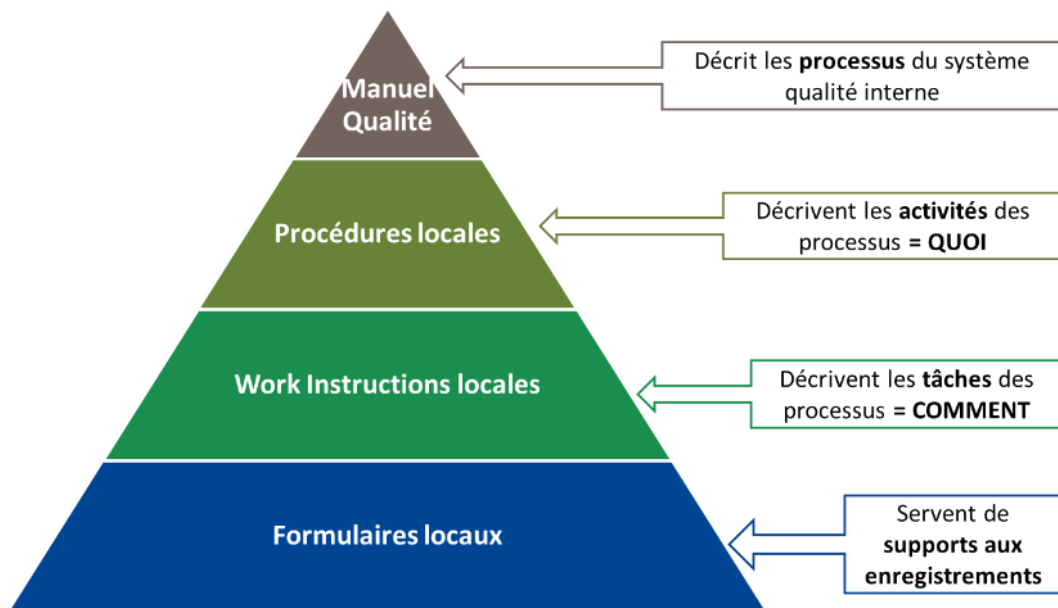 Manuel
Qualité
Décrit les processus du système
qualité interne
Procédures locales
Décrivent les activités des
processus = QUOI
Work Instructions locales
Décrivent les tâches des
processus = COMMENT
Formulaires locaux
Servent de
supports aux
enregistrements